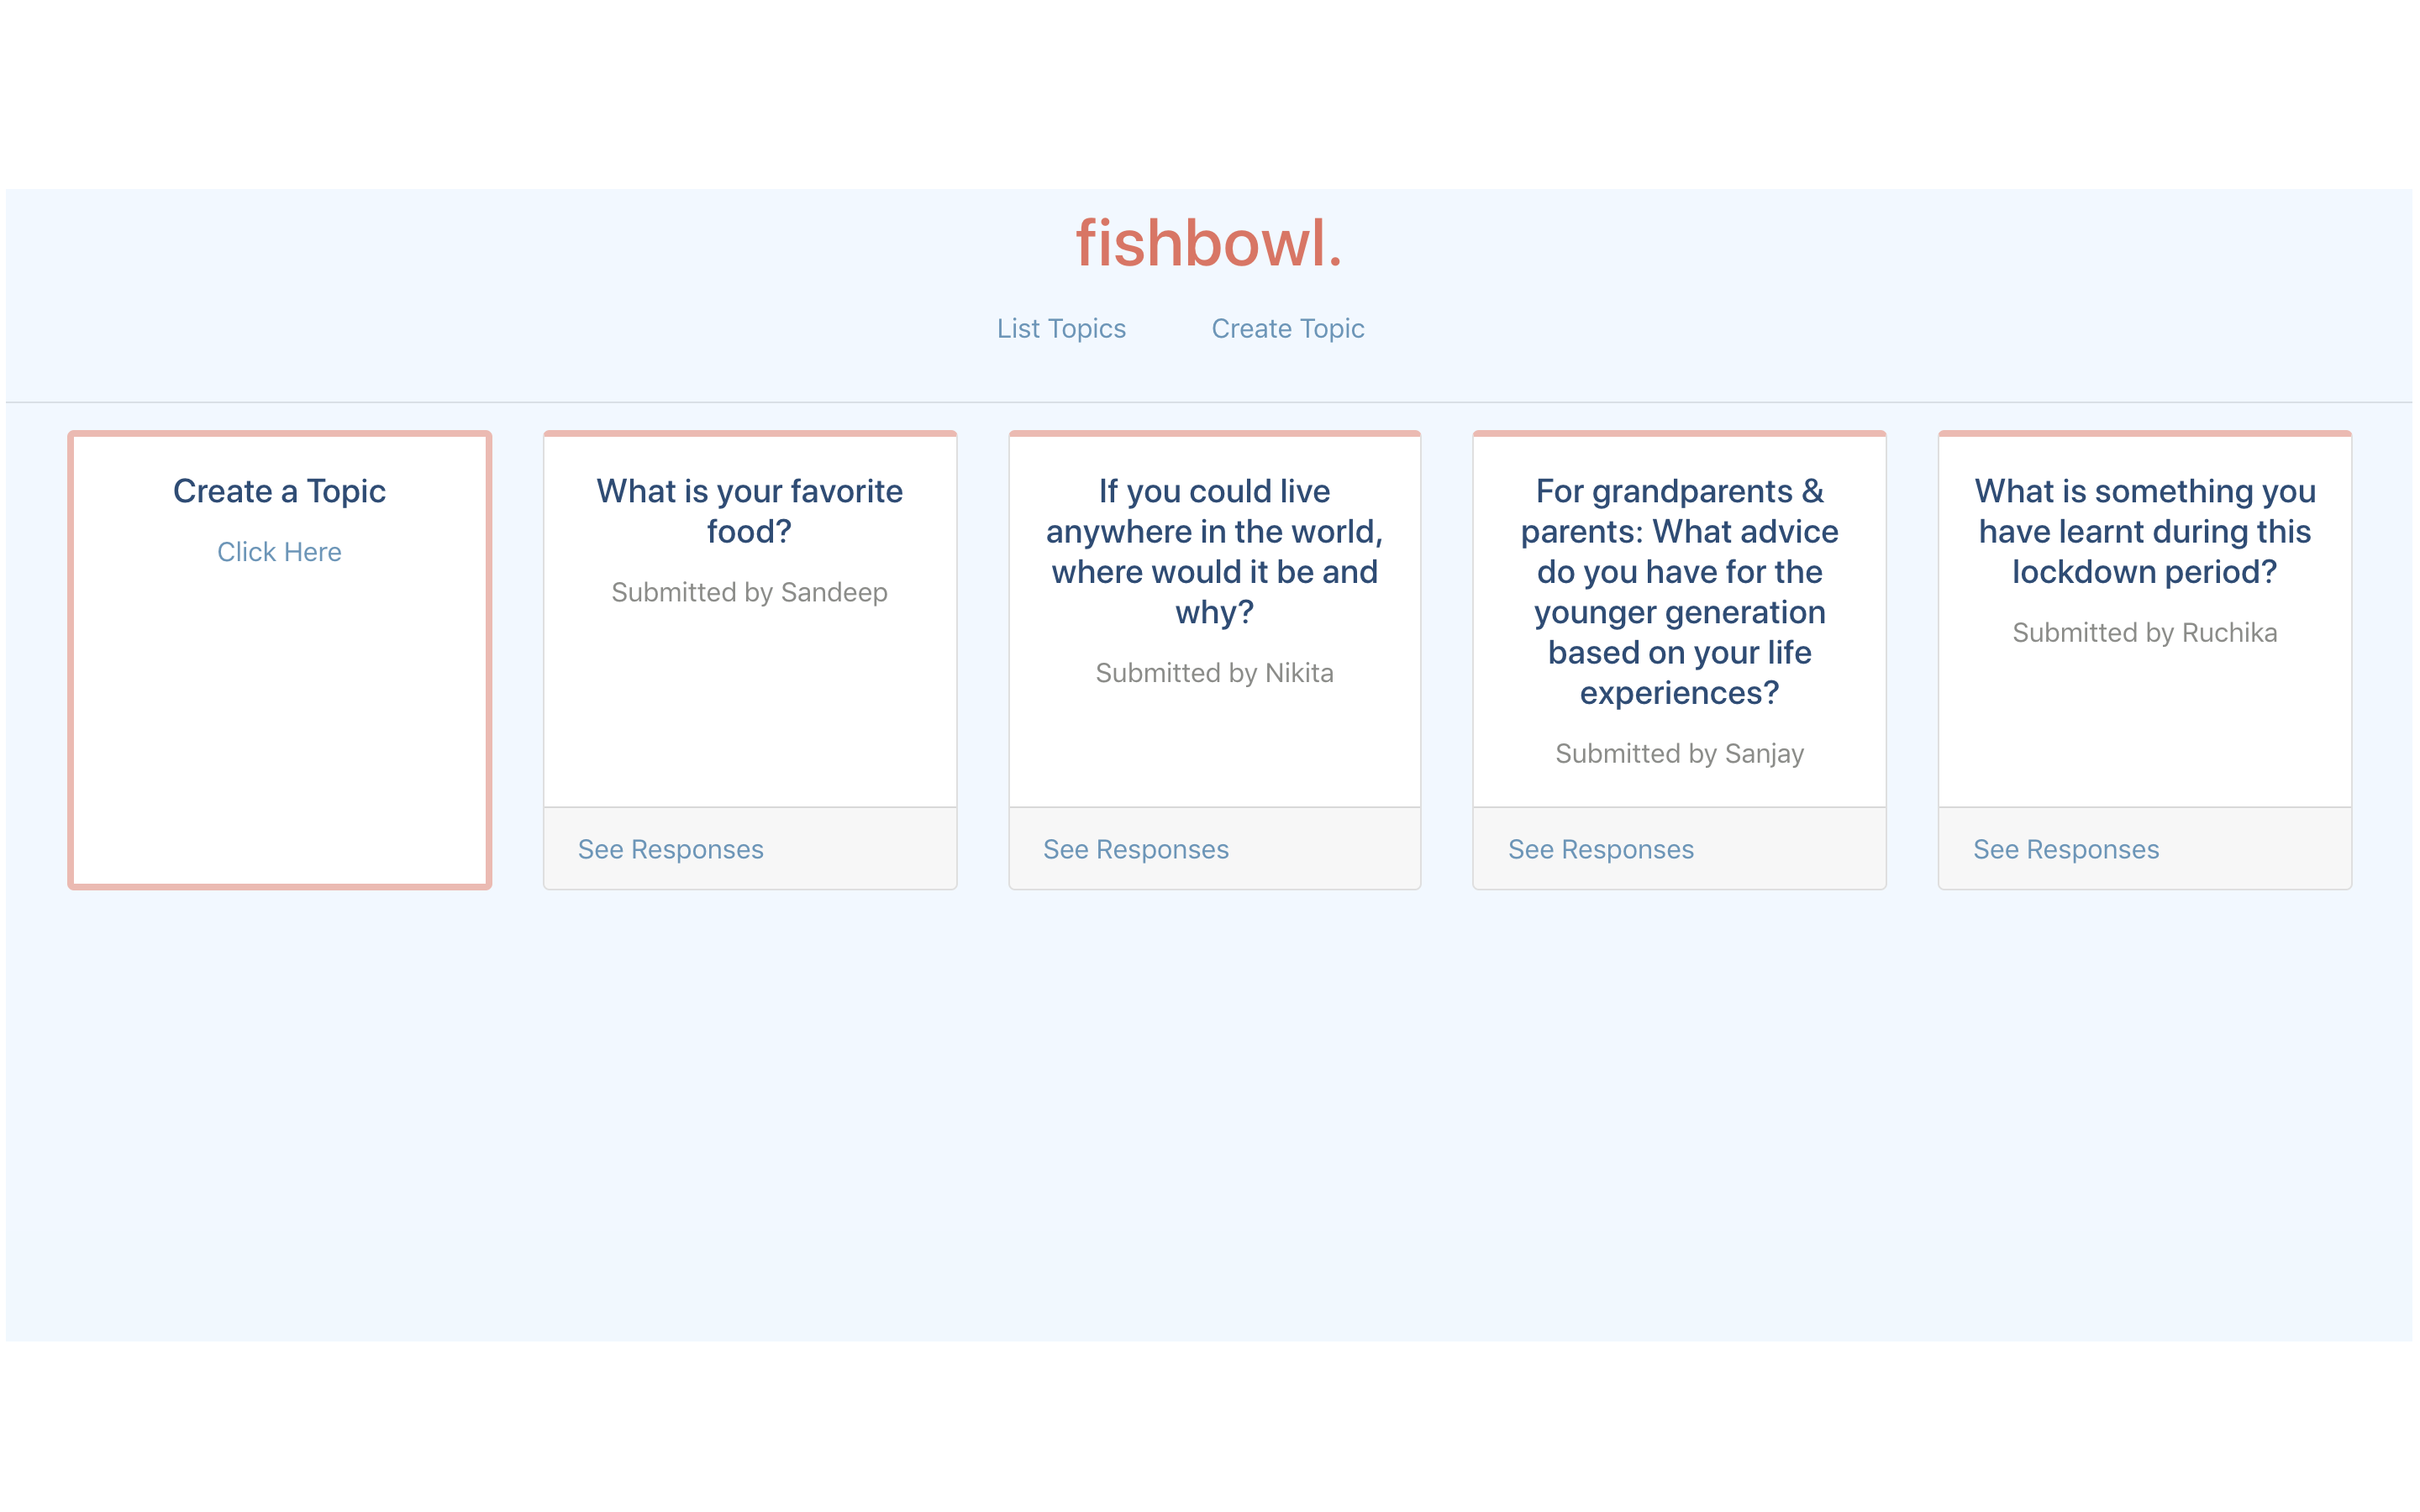 fishbowl.
List Topics
Create Topic
Create a Topic
Click Here
What is your favorite
food?
Submitted by Sandeep
See Responses
If you could live
anywhere in the world,
where would it be and
why?
Submitted by Nikita
See Responses
For grandparents &
parents: What advice
do you have for the
younger generation
based on your life
experiences?
Submitted by Sanjay
See Responses
What is something you
have learnt during this
lockdown period?
Submitted by Ruchika
See Responses